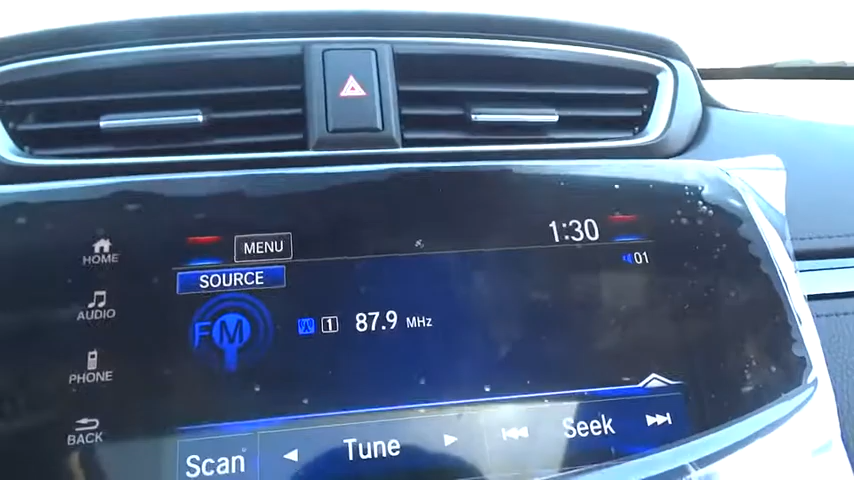 HOME
MENU
1:30
01
SOURCE
AUDIO
FM
1 87.9 MHz
PHONE
BACK
Scan
Tune
Seek